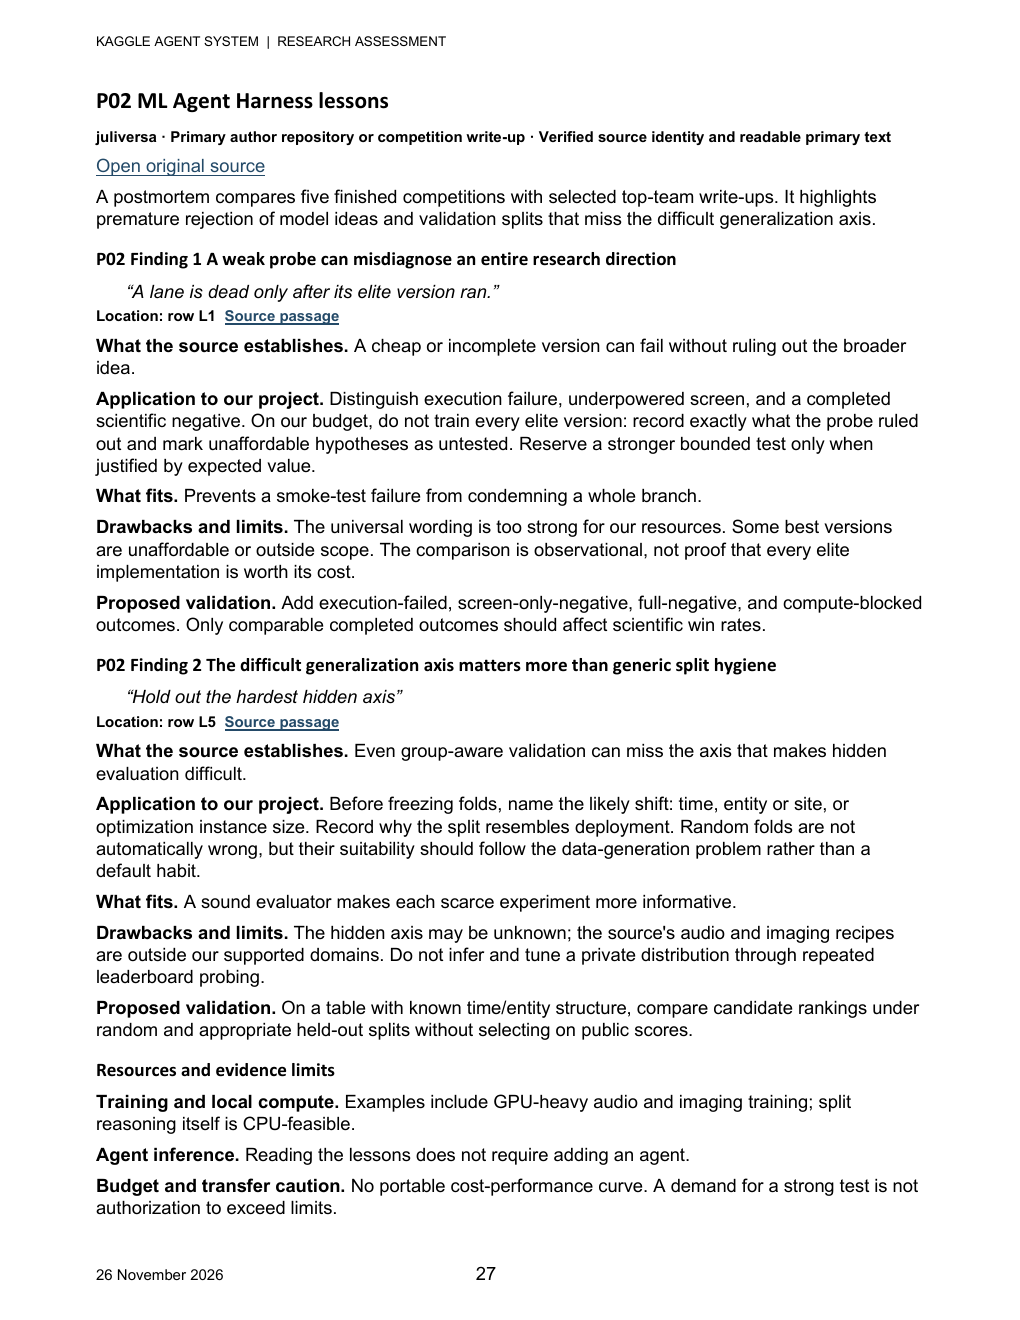 KAGGLE AGENT SYSTEM | RESEARCH ASSESSMENT
P02 ML Agent Harness lessons
juliversa · Primary author repository or competition write-up · Verified source identity and readable primary text
Open original source
A postmortem compares five finished competitions with selected top-team write-ups. It highlights
premature rejection of model ideas and validation splits that miss the difficult generalization axis.
P02 Finding 1 A weak probe can misdiagnose an entire research direction
“A lane is dead only after its elite version ran.”
Location: row L1 Source passage
What the source establishes. A cheap or incomplete version can fail without ruling out the broader
idea.
Application to our project. Distinguish execution failure, underpowered screen, and a completed
scientific negative. On our budget, do not train every elite version: record exactly what the probe ruled
out and mark unaffordable hypotheses as untested. Reserve a stronger bounded test only when
justified by expected value.
What fits. Prevents a smoke-test failure from condemning a whole branch.
Drawbacks and limits. The universal wording is too strong for our resources. Some best versions
are unaffordable or outside scope. The comparison is observational, not proof that every elite
implementation is worth its cost.
Proposed validation. Add execution-failed, screen-only-negative, full-negative, and compute-blocked
outcomes. Only comparable completed outcomes should affect scientific win rates.
P02 Finding 2 The difficult generalization axis matters more than generic split hygiene
“Hold out the hardest hidden axis”
Location: row L5 Source passage
What the source establishes. Even group-aware validation can miss the axis that makes hidden
evaluation difficult.
Application to our project. Before freezing folds, name the likely shift: time, entity or site, or
optimization instance size. Record why the split resembles deployment. Random folds are not
automatically wrong, but their suitability should follow the data-generation problem rather than a
default habit.
What fits. A sound evaluator makes each scarce experiment more informative.
Drawbacks and limits. The hidden axis may be unknown; the source's audio and imaging recipes
are outside our supported domains. Do not infer and tune a private distribution through repeated
leaderboard probing.
Proposed validation. On a table with known time/entity structure, compare candidate rankings under
random and appropriate held-out splits without selecting on public scores.
Resources and evidence limits
Training and local compute. Examples include GPU-heavy audio and imaging training; split
reasoning itself is CPU-feasible.
Agent inference. Reading the lessons does not require adding an agent.
Budget and transfer caution. No portable cost-performance curve. A demand for a strong test is not
authorization to exceed limits.
26 November 2026 27